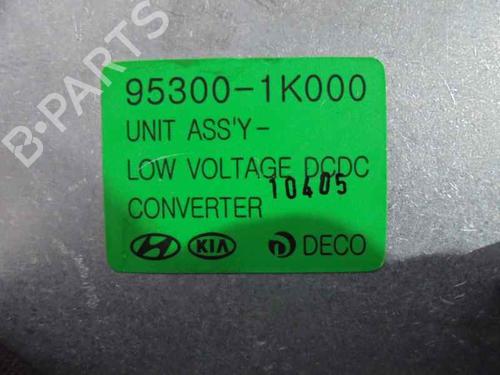 B-PARTS
95300-1K000
UNIT ASS'Y-
LOW VOLTAGE DCDC
10405
CONVERTER
KIA DECO